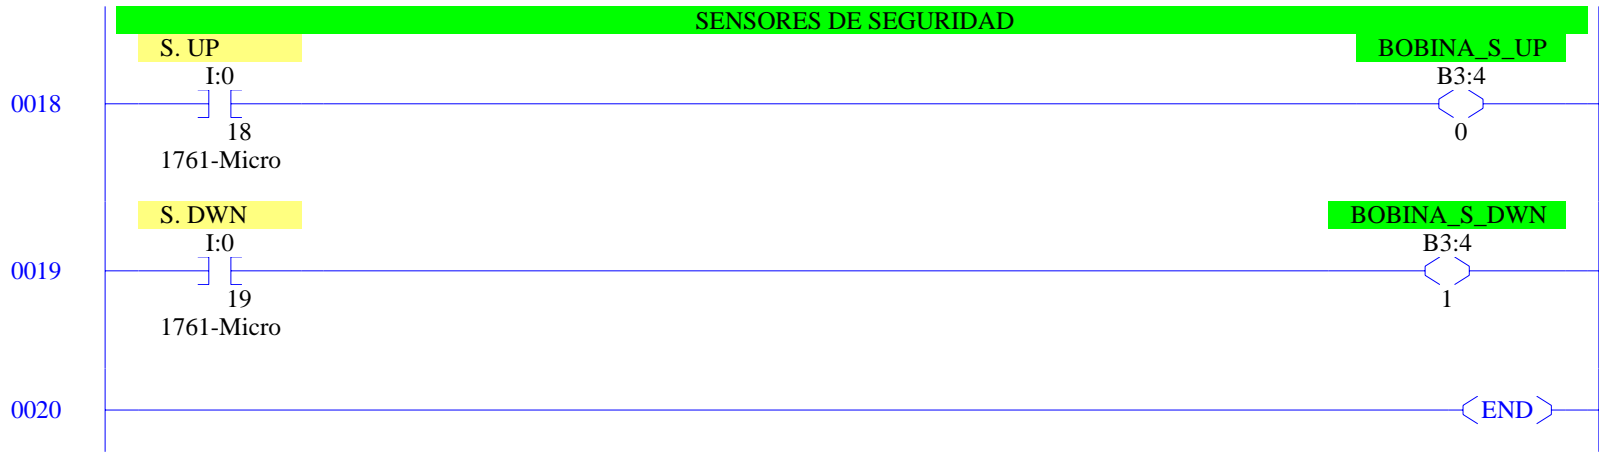 SENSORES DE SEGURIDAD
S. UP
BOBINA_S_UP
I:0
B3:4
0018
18
0
1761-Micro
S. DWN
BOBINA_S_DWN
I:0
B3:4
0019
19
1
1761-Micro
0020
END